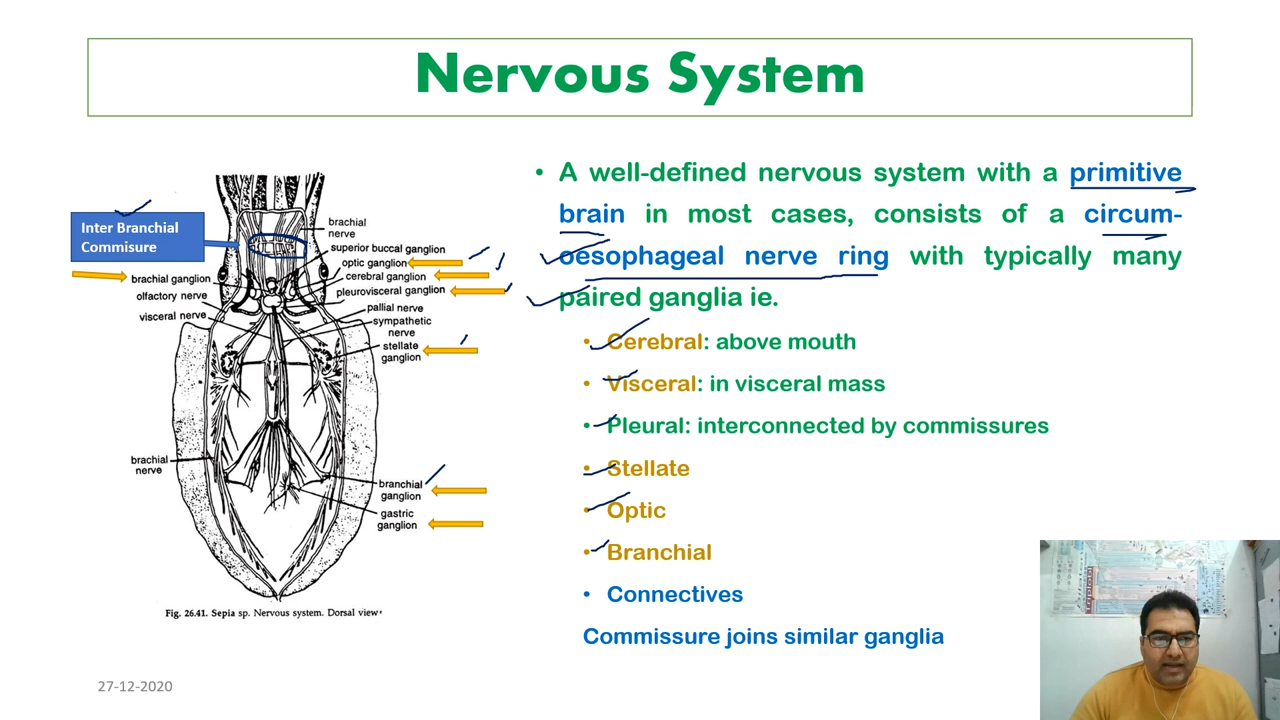 Nervous System
Inter Branchial
Commisure
brachial
nerve
superior buccal ganglion
optic ganglion
cerebral ganglion
pleurovisceral ganglion
brachial ganglion
olfactory nerve
visceral nerve
pallial nerve
sympathetic
nerve
stellate
ganglion
brachial
nerve
branchial
ganglion
gastric
ganglion
Fig. 26.41. Sepia sp. Nervous system. Dorsal view
• A well-defined nervous system with a primitive
brain in most cases, consists of a circum-
oesophageal nerve ring with typically many
paired ganglia ie.
• Cerebral: above mouth
• Visceral: in visceral mass
• Pleural: interconnected by commissures
• Stellate
• Optic
• Branchial
• Connectives
Commissure joins similar ganglia
27-12-2020